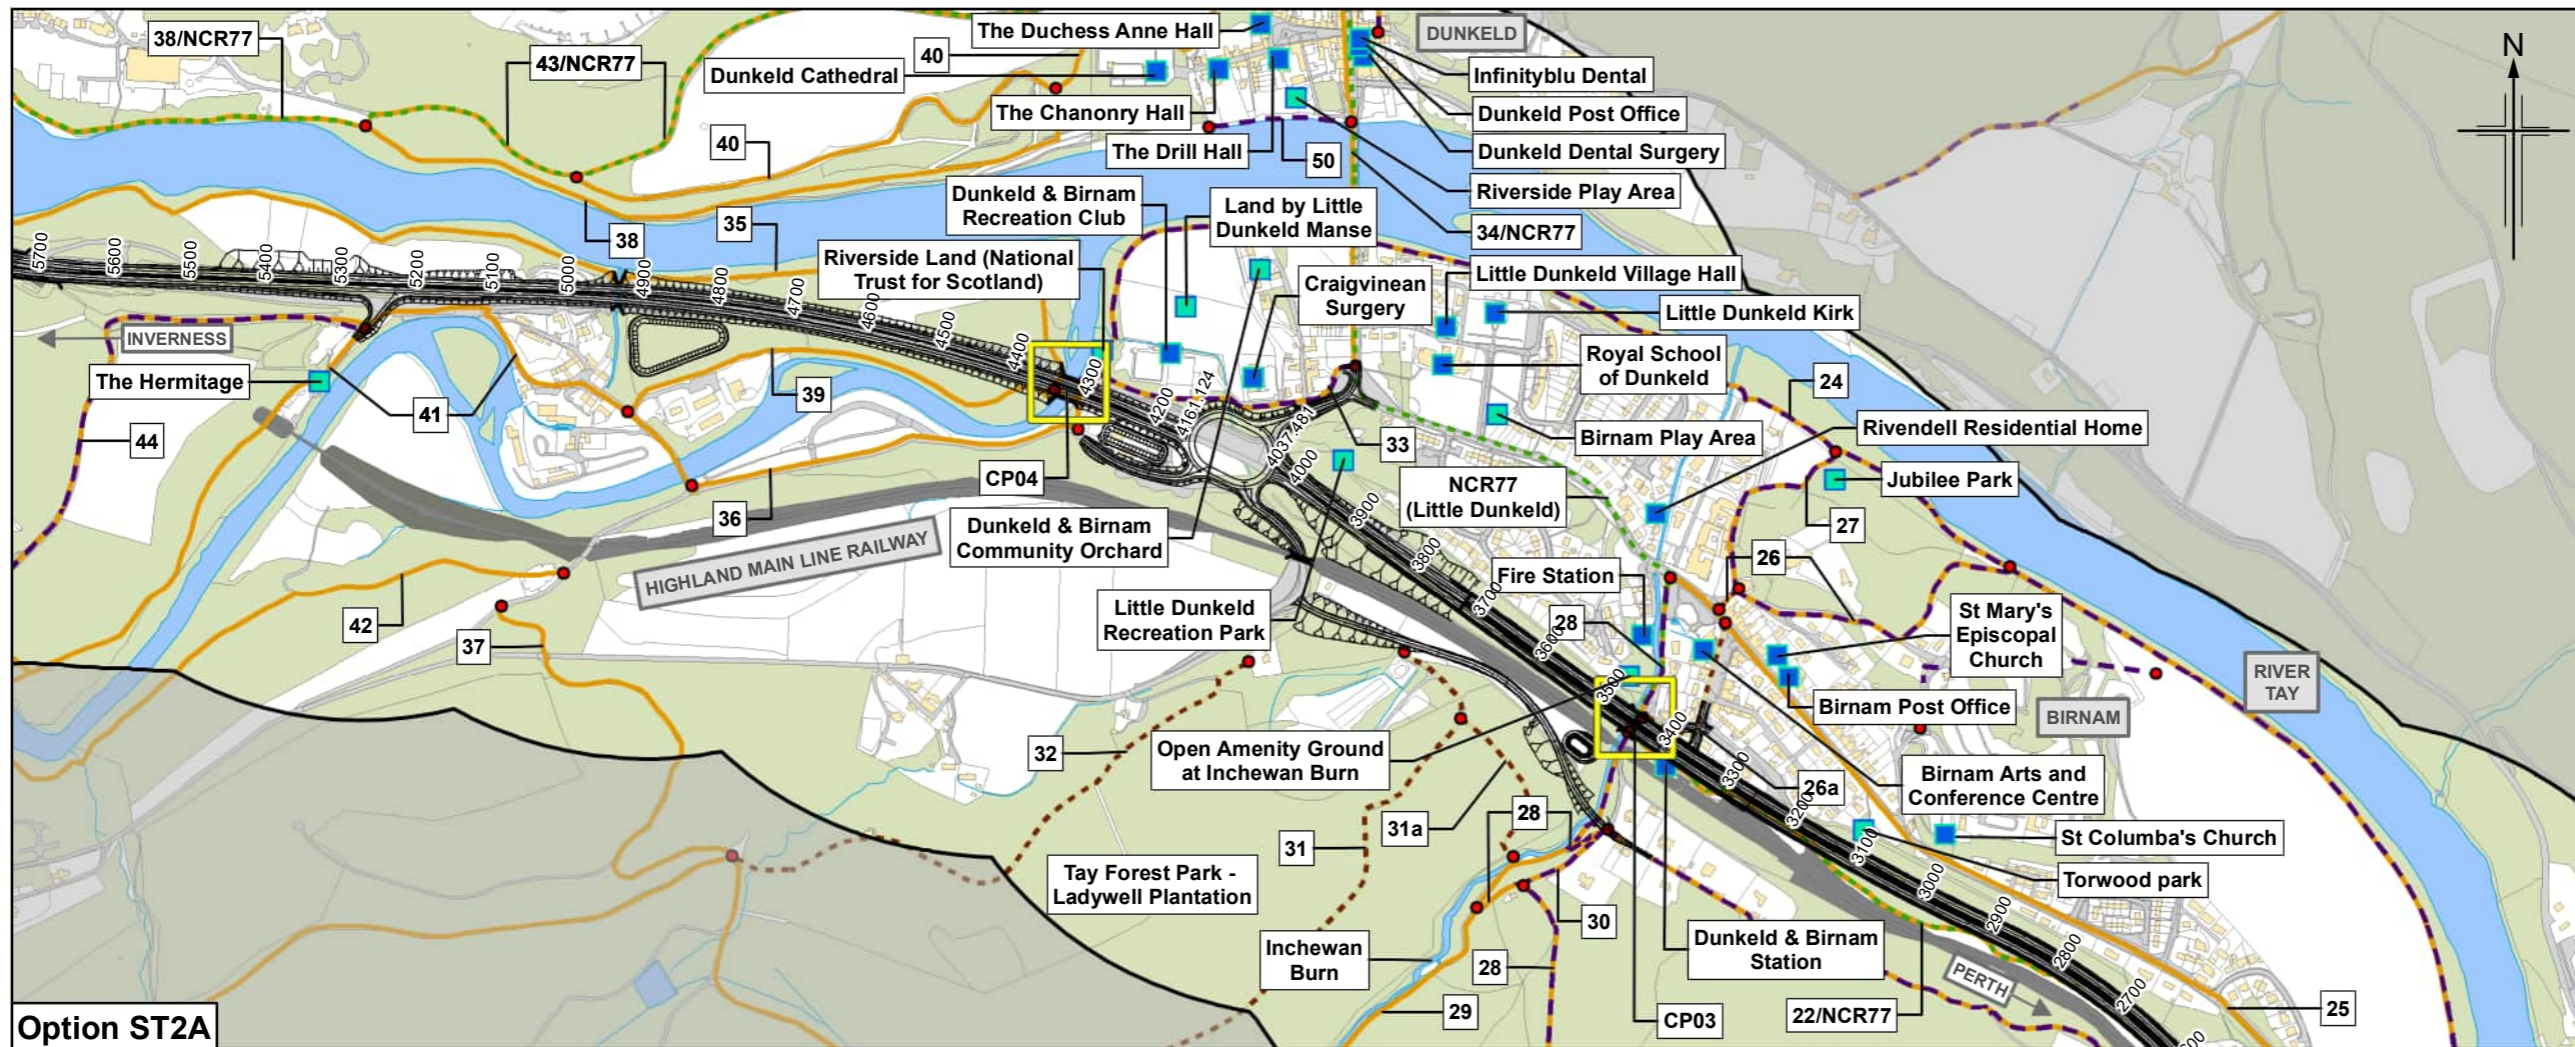 38/NCR77
43/NCR77
40
The Duchess Anne Hall
DUNKELD
N
Dunkeld Cathedral
Infinityblu Dental
The Chanonry Hall
Dunkeld Post Office
40
The Drill Hall
50
Dunkeld Dental Surgery
Riverside Play Area
Dunkeld & Birnam
Recreation Club
Land by Little
Dunkeld Manse
34/NCR77
38
35
Riverside Land (National
Trust for Scotland)
Craigvinean
Surgery
Little Dunkeld Village Hall
Little Dunkeld Kirk
5700
5600
5500
5400
5300
5200
5100
5000
4900
4800
4700
4600
4500
4400
4300
4200
4161.124
4037.481
4000
3900
3800
3700
3600
3500
3400
3300
3200
3100
3000
2900
2800
2700
INVERNESS
The Hermitage
41
39
44
Royal School
of Dunkeld
24
Birnam Play Area
Rivendell Residential Home
33
CP04
NCR77
(Little Dunkeld)
Jubilee Park
27
36
Dunkeld & Birnam
Community Orchard
HIGHLAND MAIN LINE RAILWAY
26
Fire Station
28
42
37
Little Dunkeld
Recreation Park
St Mary's
Episcopal
Church
RIVER
TAY
Birnam Post Office
BIRNAM
32
Open Amenity Ground
at Inchewan Burn
26a
Birnam Arts and
Conference Centre
31
31a
28
St Columba's Church
Tay Forest Park -
Ladywell Plantation
Torwood park
30
Inchewan
Burn
28
Dunkeld & Birnam
Station
PERTH
29
CP03
22/NCR77
25
Option ST2A